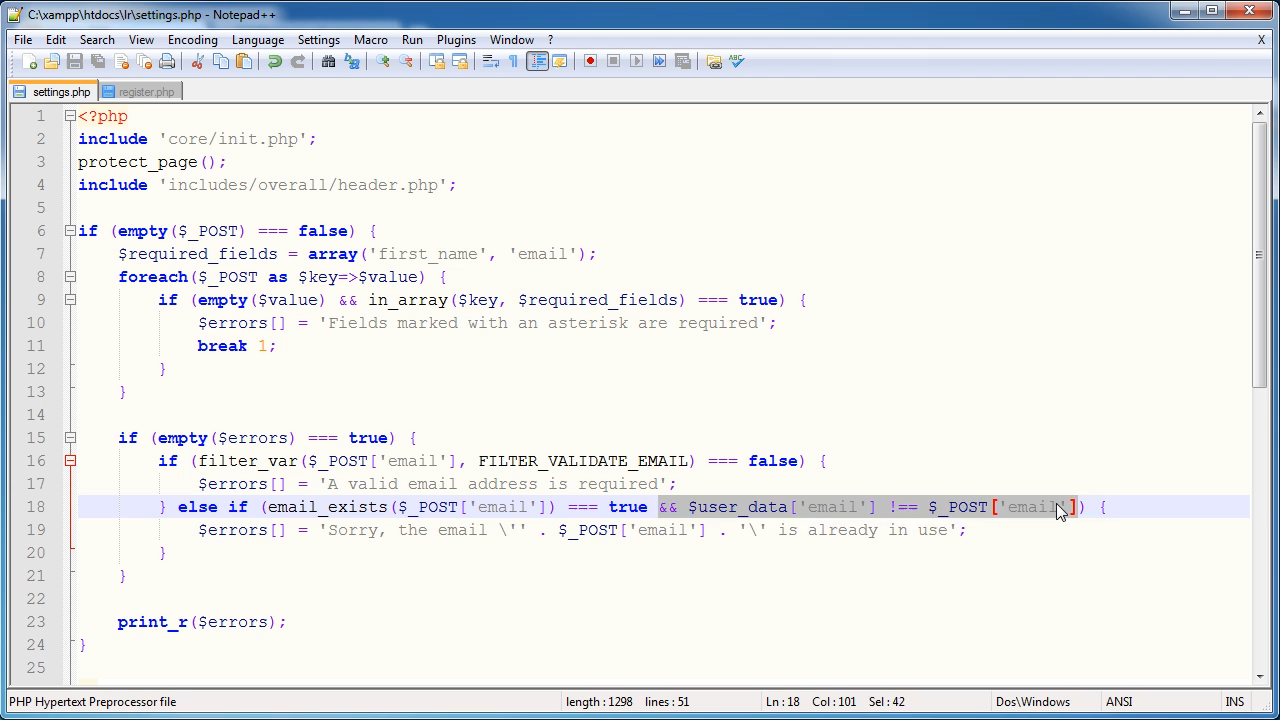 C:\xampp\htdocs\lr\settings.php - Notepad++
File Edit Search View Encoding Language Settings Macro Run Plugins Window ? X
settings.php register.php
1 <?php
2 include 'core/init.php';
3 protect_page();
4 include 'includes/overall/header.php';
5
6 if (empty($_POST) === false) {
7 $required_fields = array('first_name', 'email');
8 foreach($_POST as $key=>$value) {
9 if (empty($value) && in_array($key, $required_fields) === true) {
10 $errors[] = 'Fields marked with an asterisk are required';
11 break 1;
12 }
13 }
14
15 if (empty($errors) === true) {
16 if (filter_var($_POST['email'], FILTER_VALIDATE_EMAIL) === false) {
17 $errors[] = 'A valid email address is required';
18 } else if (email_exists($_POST['email']) === true && $user_data['email'] !== $_POST['email']) {
19 $errors[] = 'Sorry, the email \'' . $_POST['email'] . '\' is already in use';
20 }
21 }
22
23 print_r($errors);
24 }
25
PHP Hypertext Preprocessor file length : 1298 lines : 51 Ln : 18 Col : 101 Sel : 42 Dos\Windows ANSI INS